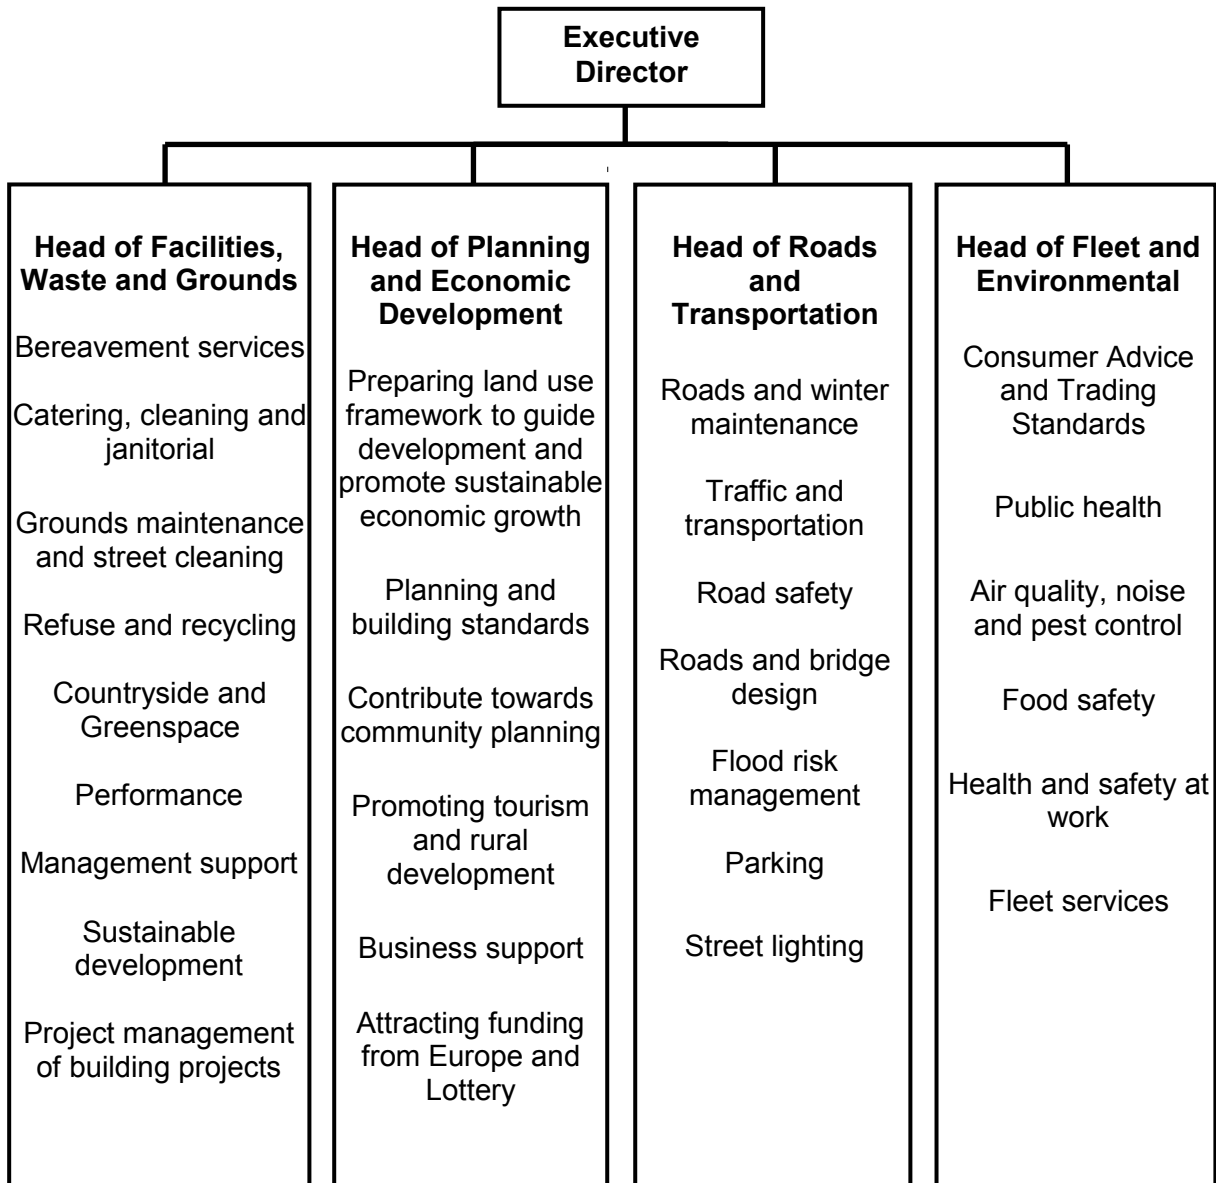 Executive
Director
Head of Facilities,
Waste and Grounds
Bereavement services
Catering, cleaning and
janitorial
Grounds maintenance
and street cleaning
Refuse and recycling
Countryside and
Greenspace
Performance
Management support
Sustainable
development
Project management
of building projects
Head of Planning
and Economic
Development
Preparing land use
framework to guide
development and
promote sustainable
economic growth
Planning and
building standards
Contribute towards
community planning
Promoting tourism
and rural
development
Business support
Attracting funding
from Europe and
Lottery
Head of Roads
and
Transportation
Roads and winter
maintenance
Traffic and
transportation
Road safety
Roads and bridge
design
Flood risk
management
Parking
Street lighting
Head of Fleet and
Environmental
Consumer Advice
and Trading
Standards
Public health
Air quality, noise
and pest control
Food safety
Health and safety at
work
Fleet services